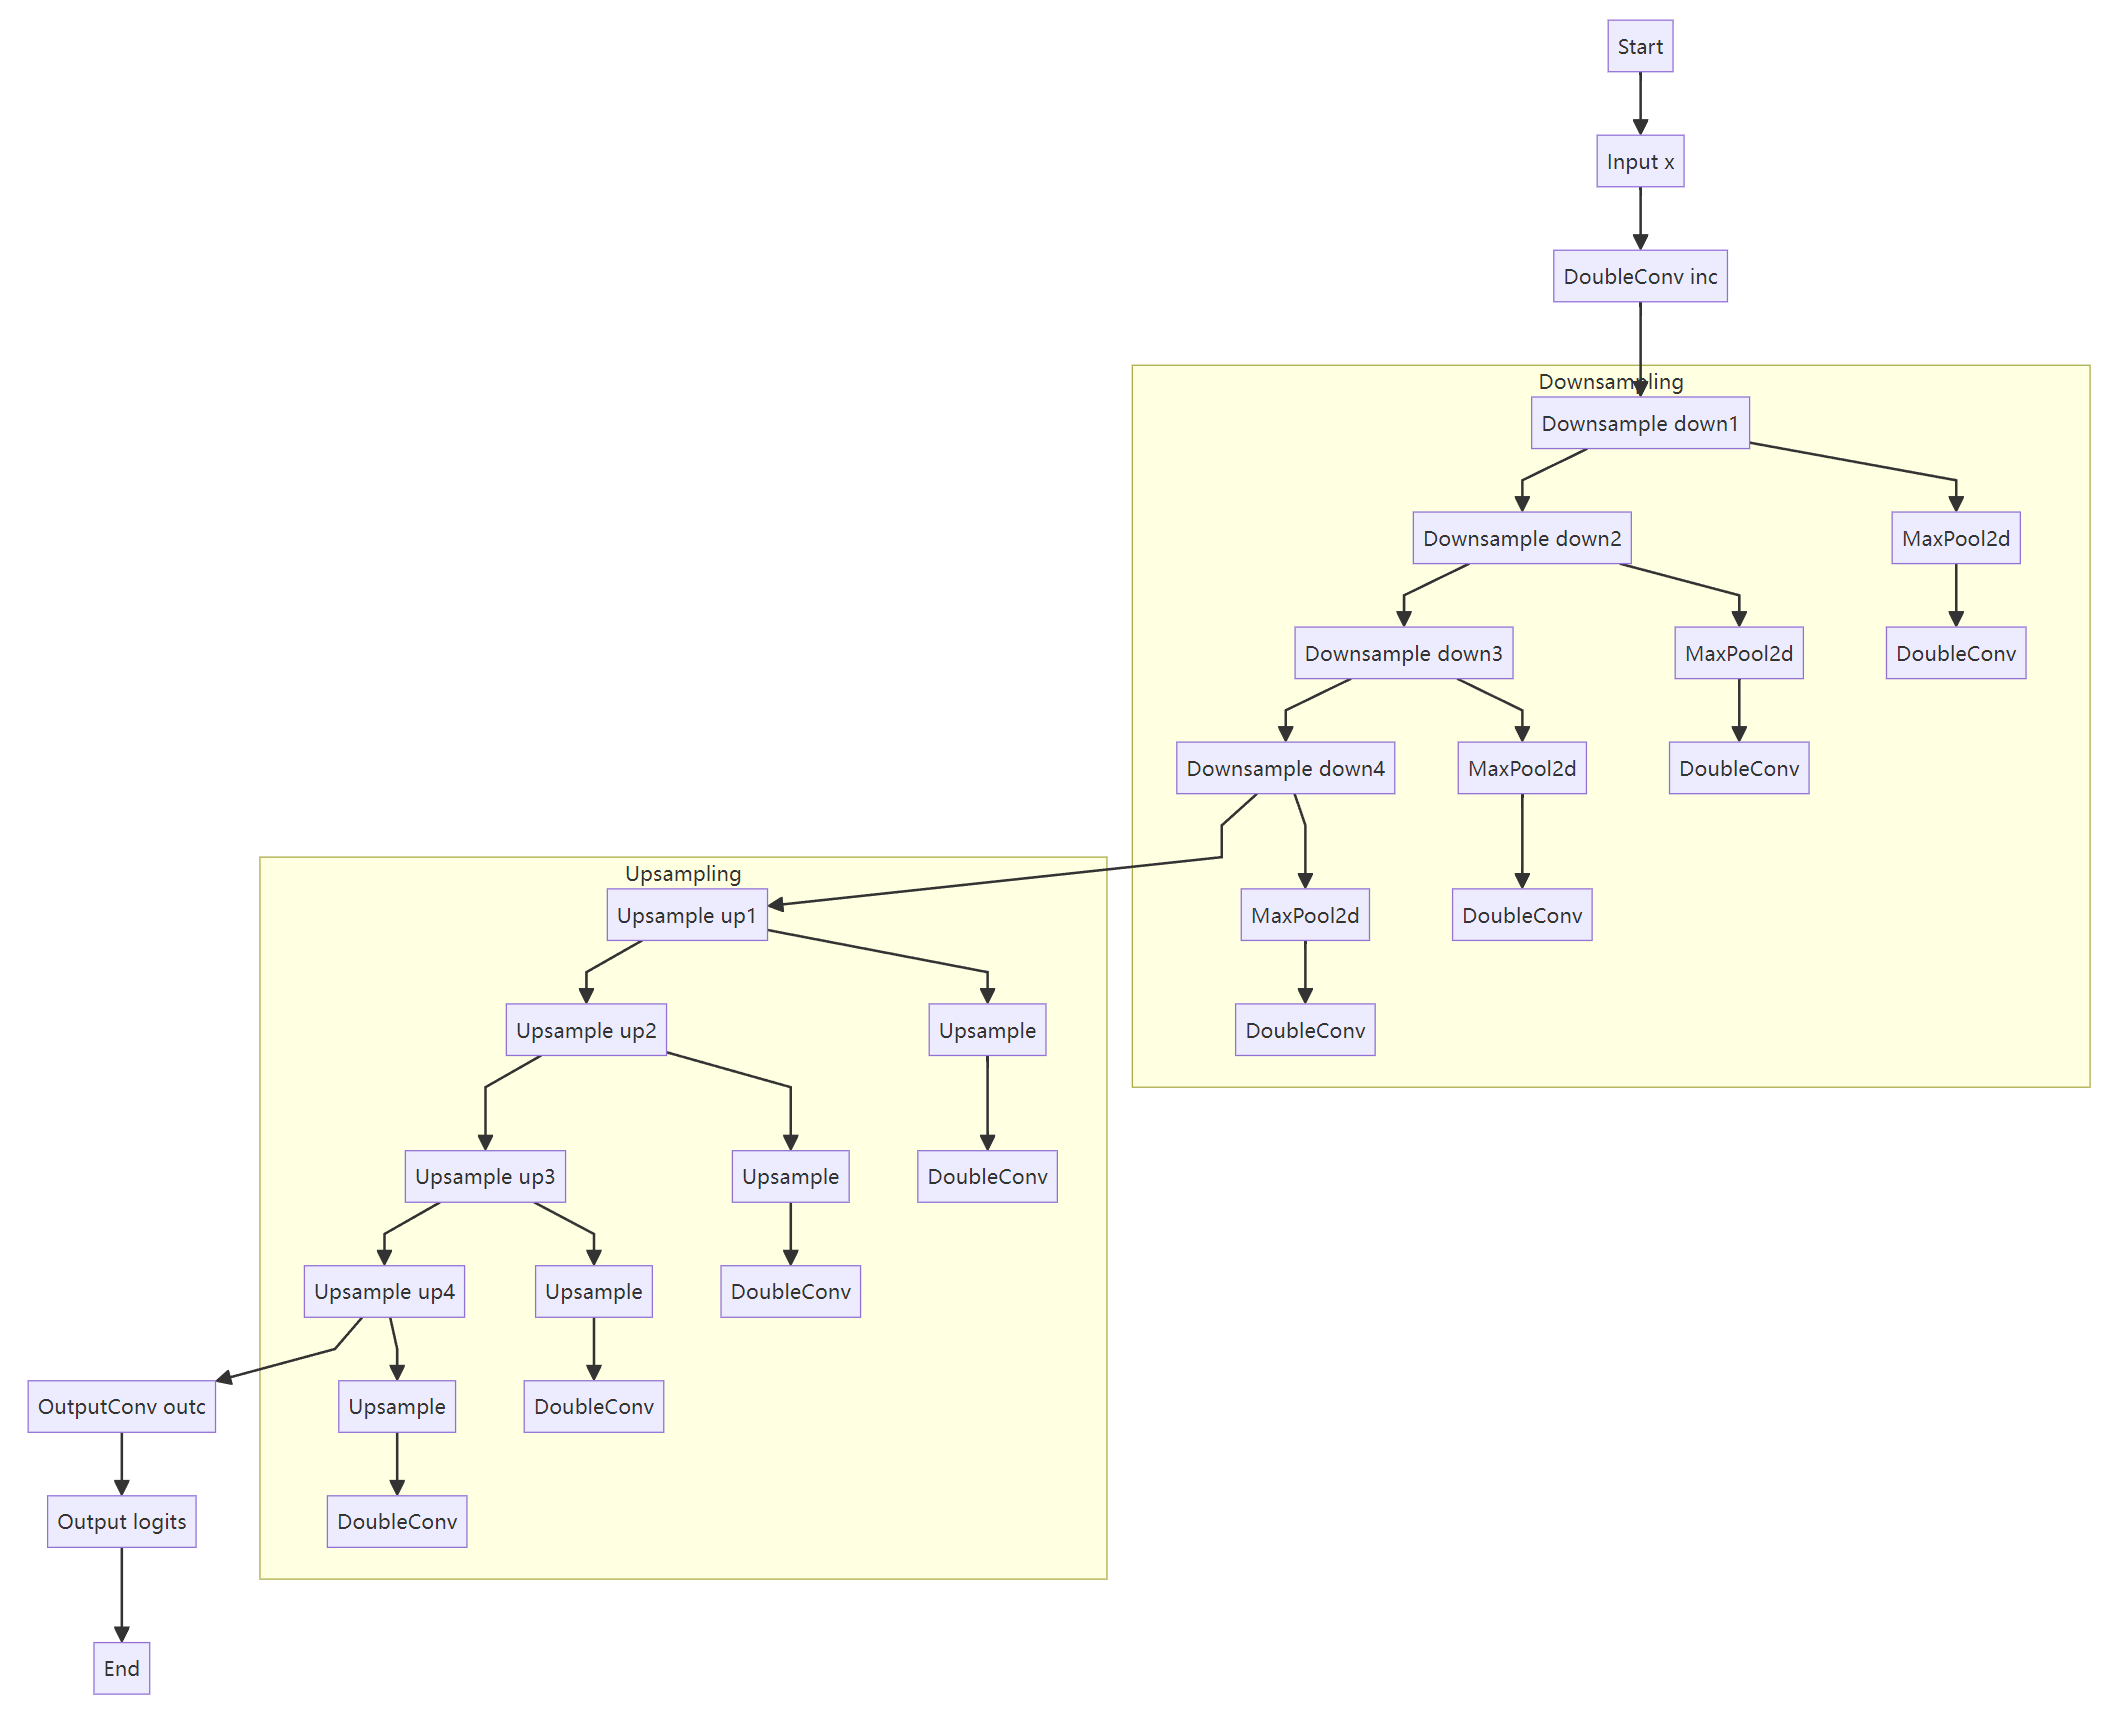 Start
Input x
DoubleConv inc
Downsampling
Downsample down1
Downsample down2
MaxPool2d
Downsample down3
MaxPool2d
DoubleConv
Downsample down4
MaxPool2d
DoubleConv
Upsampling
Upsample up1
MaxPool2d
DoubleConv
Upsample up2
Upsample
DoubleConv
Upsample up3
Upsample
DoubleConv
Upsample up4
Upsample
DoubleConv
OutputConv outc
Upsample
DoubleConv
Output logits
DoubleConv
End